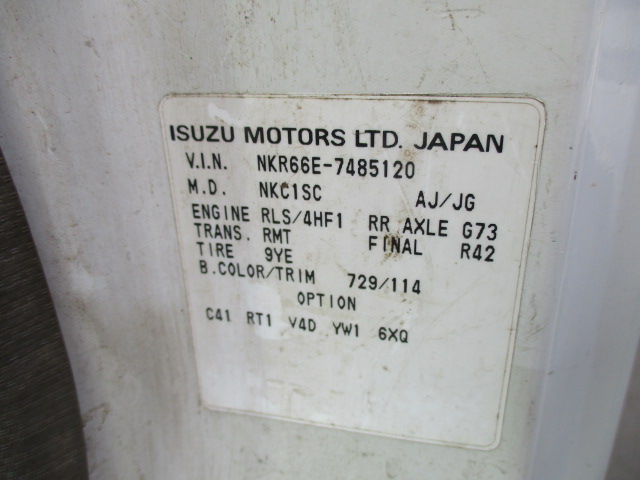 ISUZU MOTORS LTD. JAPAN
V.I.N. NKR66E-7485120
M.D. NKC1SC AJ/JG
ENGINE RLS/4HF1 RR AXLE G73
TRANS. RMT FINAL R42
TIRE 9YE
B.COLOR/TRIM 729/114
OPTION
C41 RT1 V4D YW1 6XQ